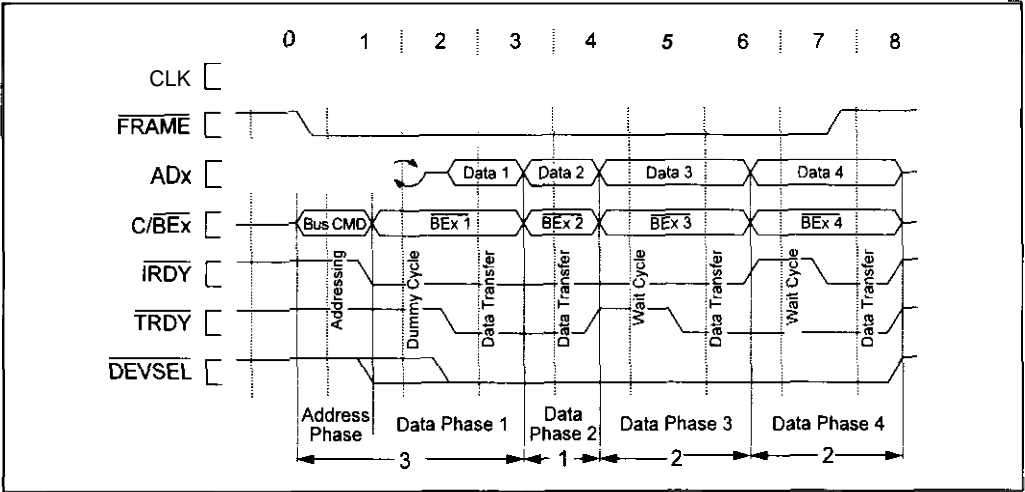 0 1 2 3 4 5 6 7 8
CLK
FRAME
ADx Data 1 Data 2 Data 3 Data 4
C/BEx Bus CMD BEx 1 BEx 2 BEx 3 BEx 4
IRDY
TRDY
DEVSEL
Addressing
Dummy Cycle
Data Transfer
Data Transfer
Wait Cycle
Data Transfer
Wait Cycle
Data Transfer
Address
Phase
Data Phase 1
Data
Phase 2
Data Phase 3
Data Phase 4
3 1 2 2